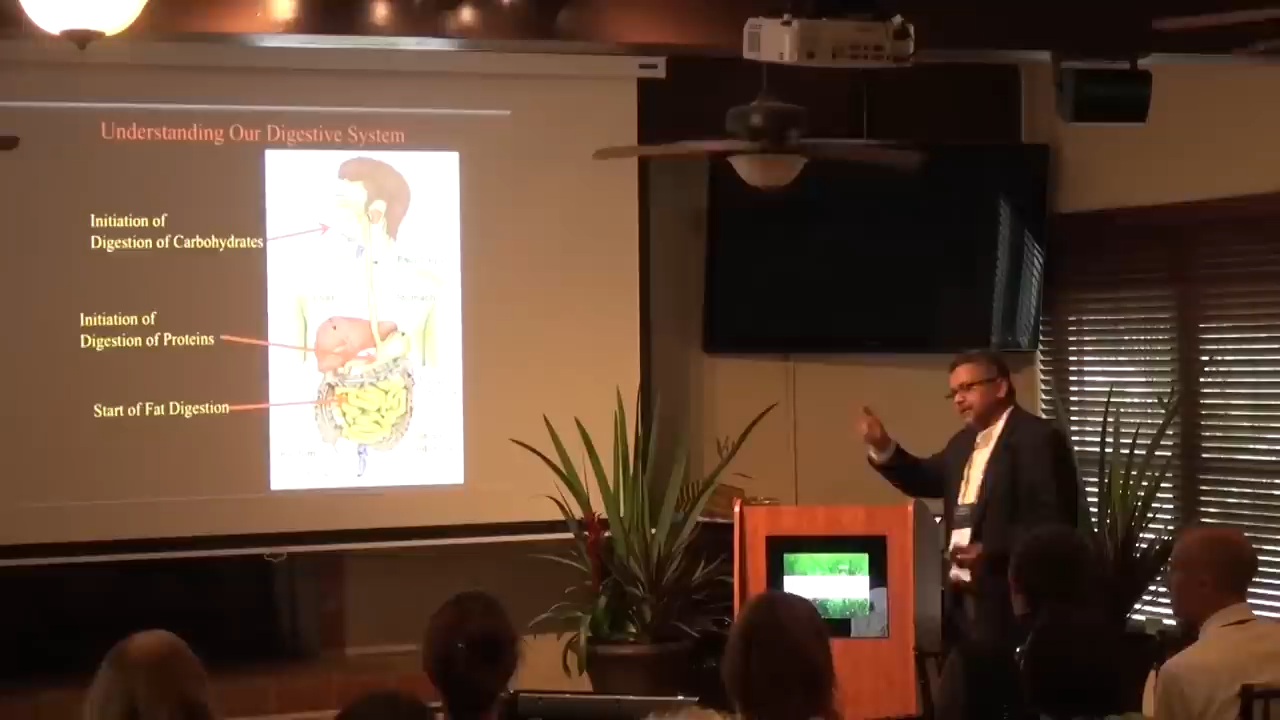 Understanding Our Digestive System
Initiation of
Digestion of Carbohydrates
Initiation of
Digestion of Proteins
Start of Fat Digestion